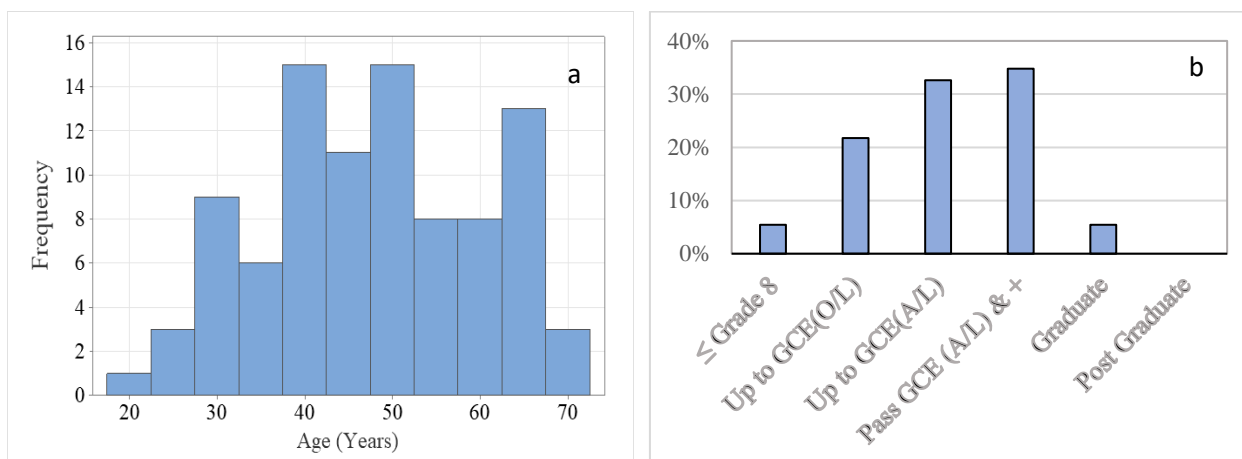 a
16
14
12
10
8
6
4
2
0
Frequency
20 30 40 50 60 70
Age (Years)
b
40%
30%
20%
10%
0%
≤ Grade 8
Up to GCE(O/L)
Up to GCE(A/L)
Pass GCE (A/L) & +
Graduate
Post Graduate